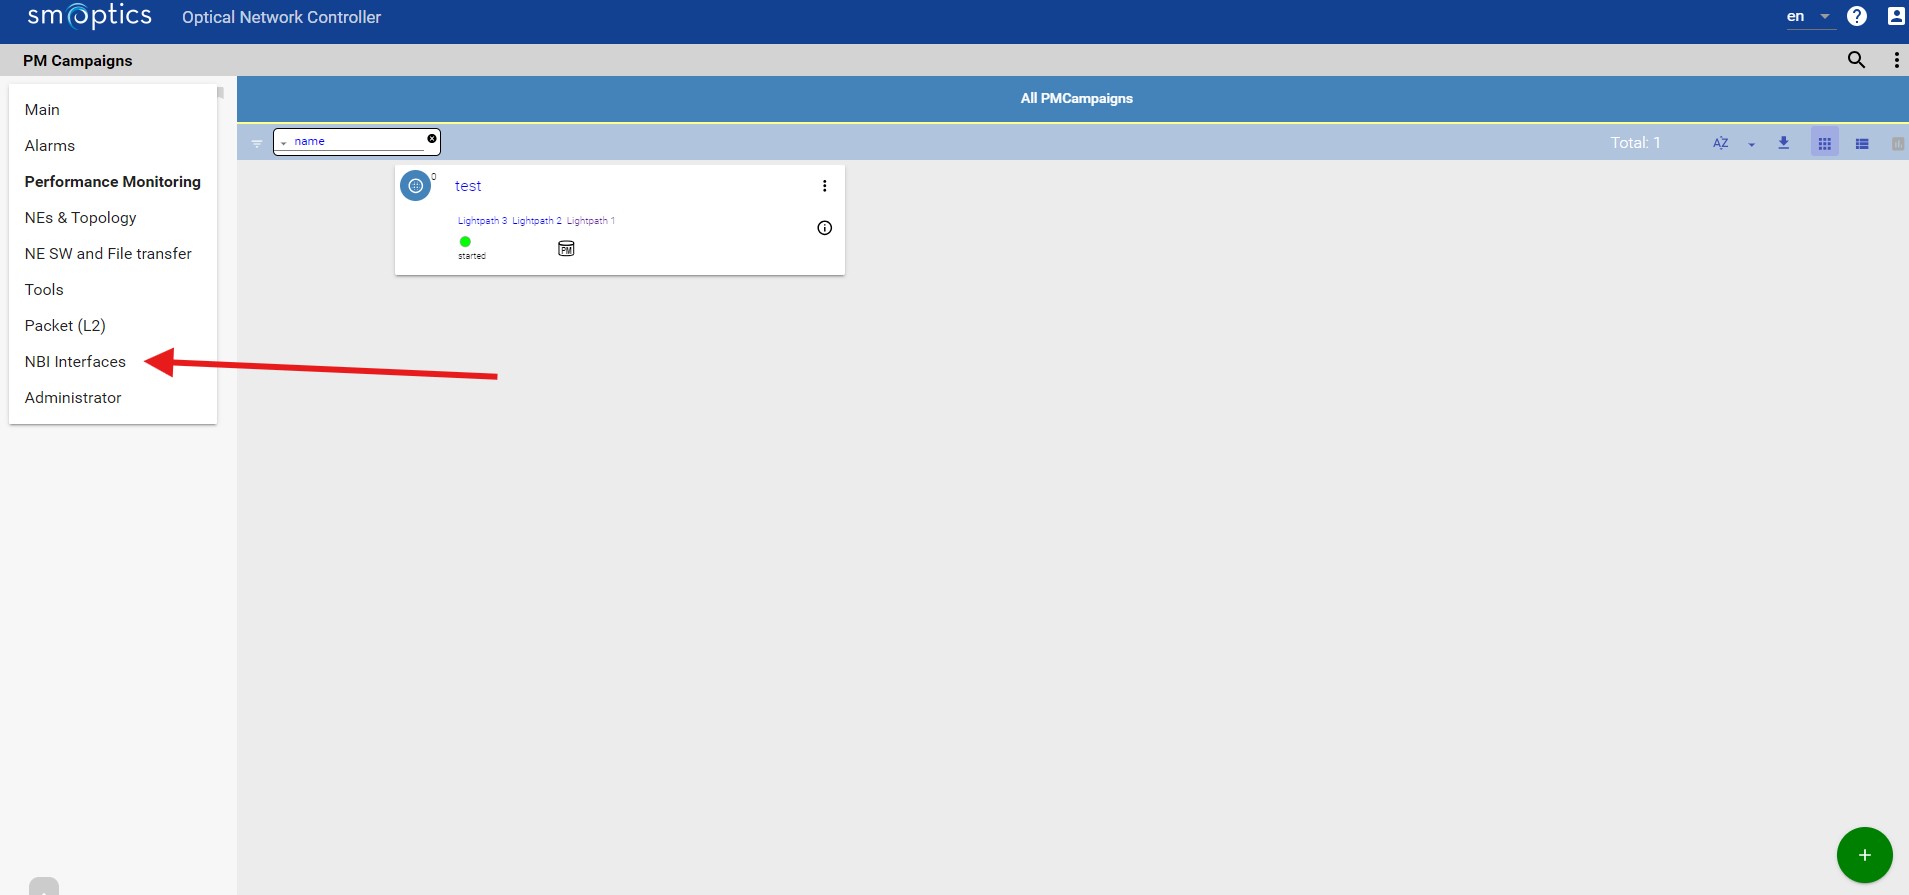 smoptics Optical Network Controller en
PM Campaigns
Main
Alarms
Performance Monitoring
NEs & Topology
NE SW and File transfer
Tools
Packet (L2)
NBI Interfaces
Administrator
All PMCampaigns
name Total: 1 AZ
0
test
Lightpath 3 Lightpath 2 Lightpath 1
started PM